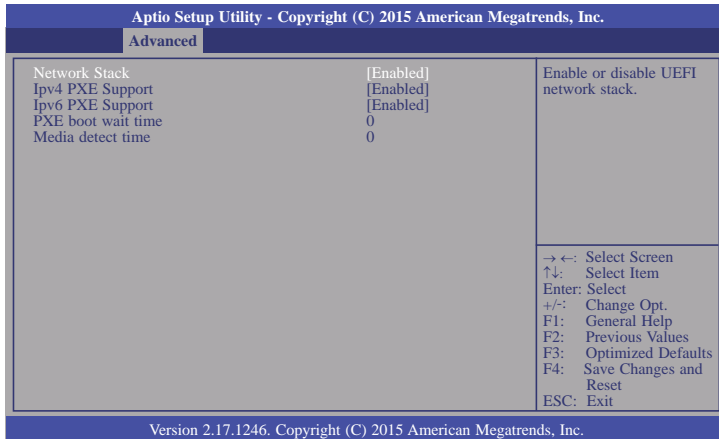 Aptio Setup Utility - Copyright (C) 2015 American Megatrends, Inc.
Advanced
Network Stack [Enabled]
Ipv4 PXE Support [Enabled]
Ipv6 PXE Support [Enabled]
PXE boot wait time 0
Media detect time 0
Enable or disable UEFI
network stack.
→ ←: Select Screen
↑↓: Select Item
Enter: Select
+/-: Change Opt.
F1: General Help
F2: Previous Values
F3: Optimized Defaults
F4: Save Changes and
Reset
ESC: Exit
Version 2.17.1246. Copyright (C) 2015 American Megatrends, Inc.